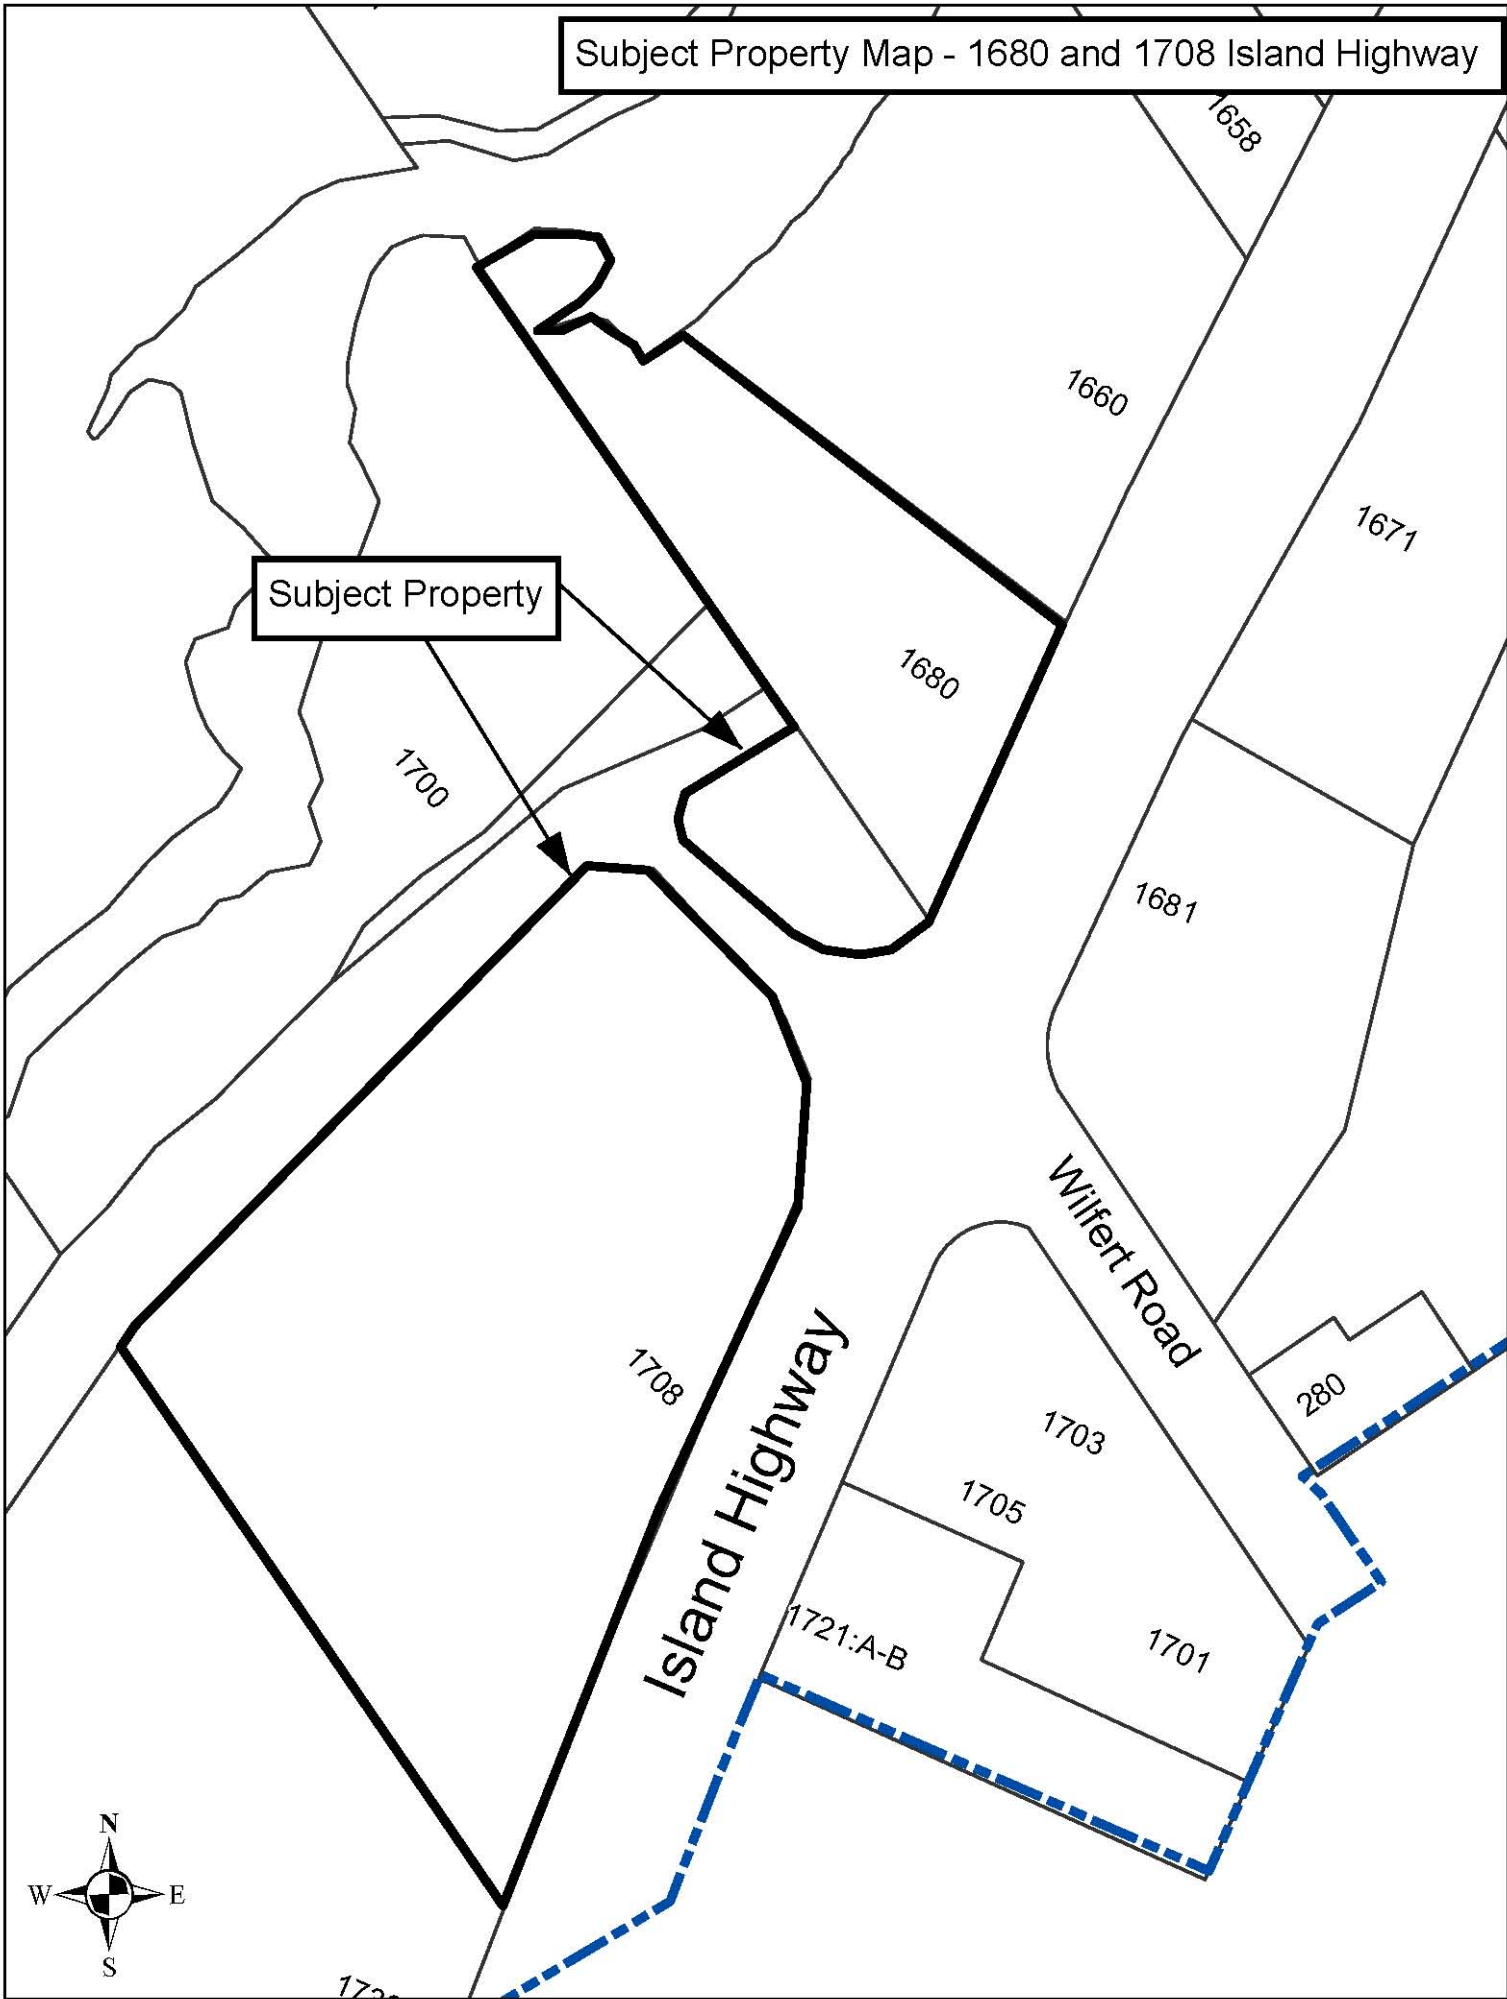 Subject Property Map - 1680 and 1708 Island Highway
1658
1660
1671
Subject Property
1680
1700
1681
Wilfert Road
1708
Island Highway
280
1703
1705
1721:A-B
1701
N
W
E
S